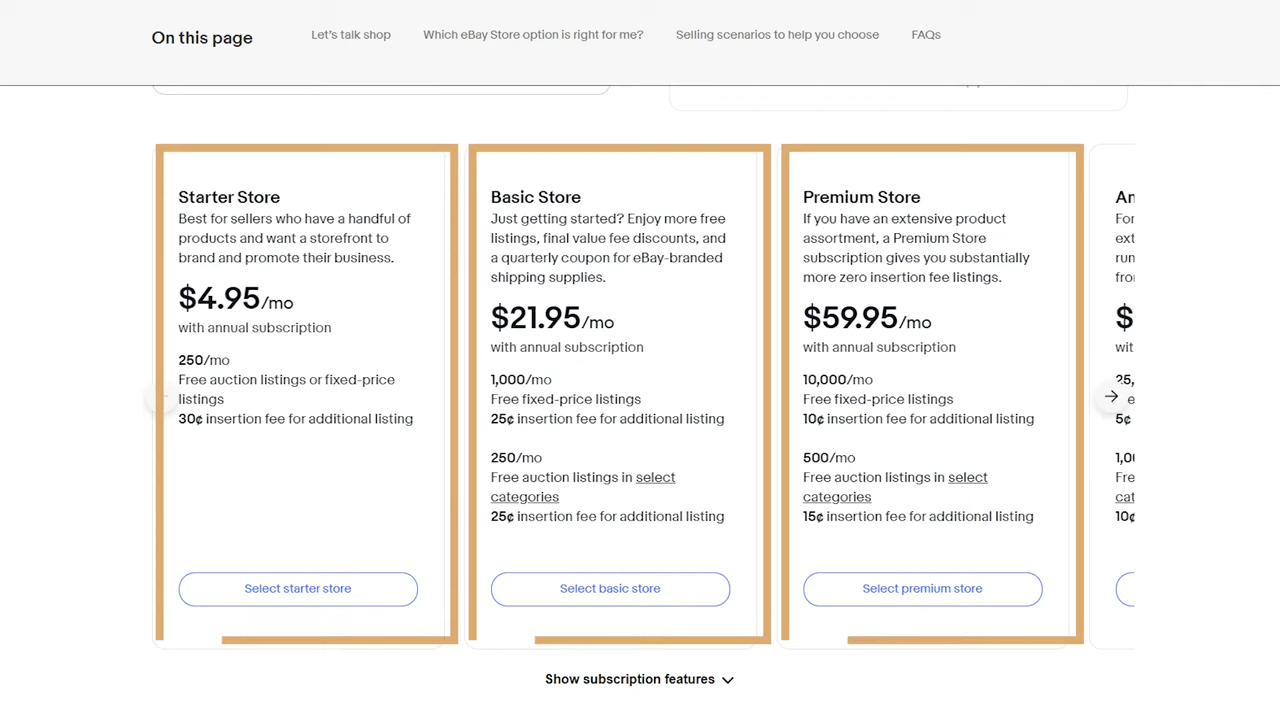 On this page
Let's talk shop
Which eBay Store option is right for me?
Selling scenarios to help you choose
FAQs
Starter Store
Best for sellers who have a handful of
products and want a storefront to
brand and promote their business.
$4.95/mo
with annual subscription
250/mo
Free auction listings or fixed-price
listings
30¢ insertion fee for additional listing
Select starter store
Basic Store
Just getting started? Enjoy more free
listings, final value fee discounts, and
a quarterly coupon for eBay-branded
shipping supplies.
$21.95/mo
with annual subscription
1,000/mo
Free fixed-price listings
25¢ insertion fee for additional listing
250/mo
Free auction listings in select
categories
25¢ insertion fee for additional listing
Select basic store
Premium Store
If you have an extensive product
assortment, a Premium Store
subscription gives you substantially
more zero insertion fee listings.
$59.95/mo
with annual subscription
10,000/mo
Free fixed-price listings
10¢ insertion fee for additional listing
500/mo
Free auction listings in select
categories
15¢ insertion fee for additional listing
Select premium store
$
5¢
Show subscription features